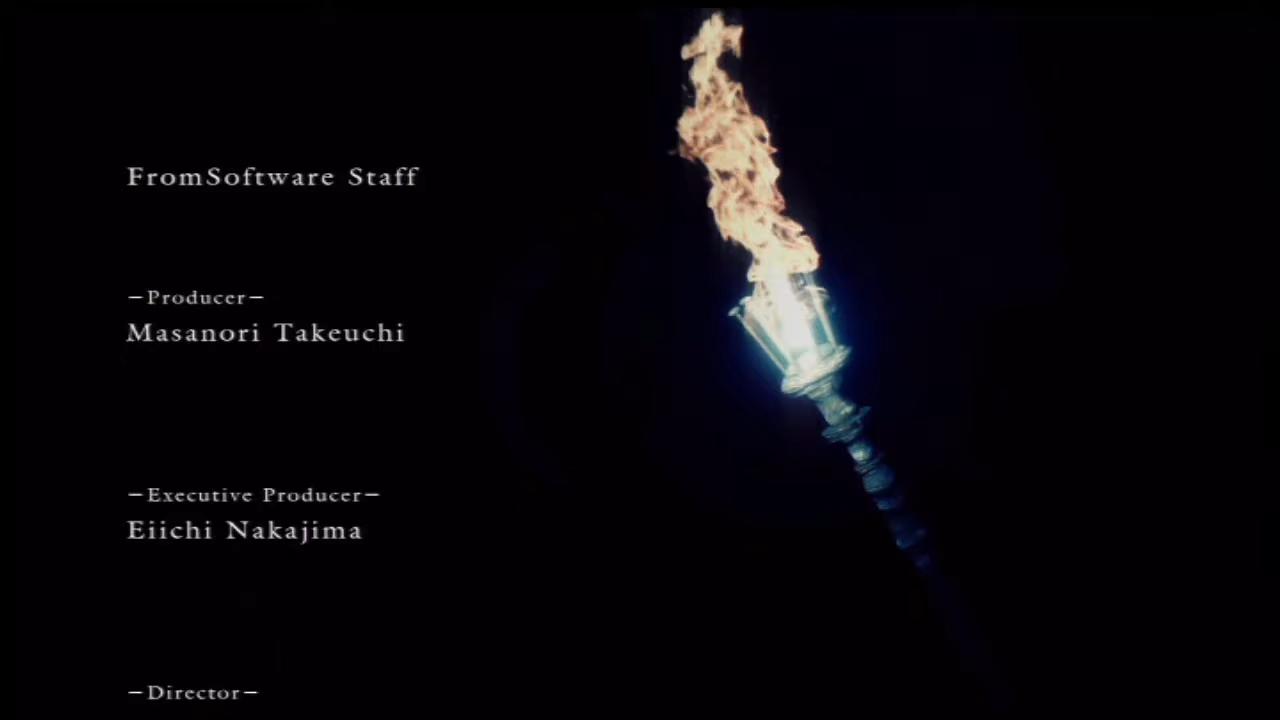 FromSoftware Staff
—Producer—
Masanori Takeuchi
—Executive Producer—
Eiichi Nakajima
—Director—